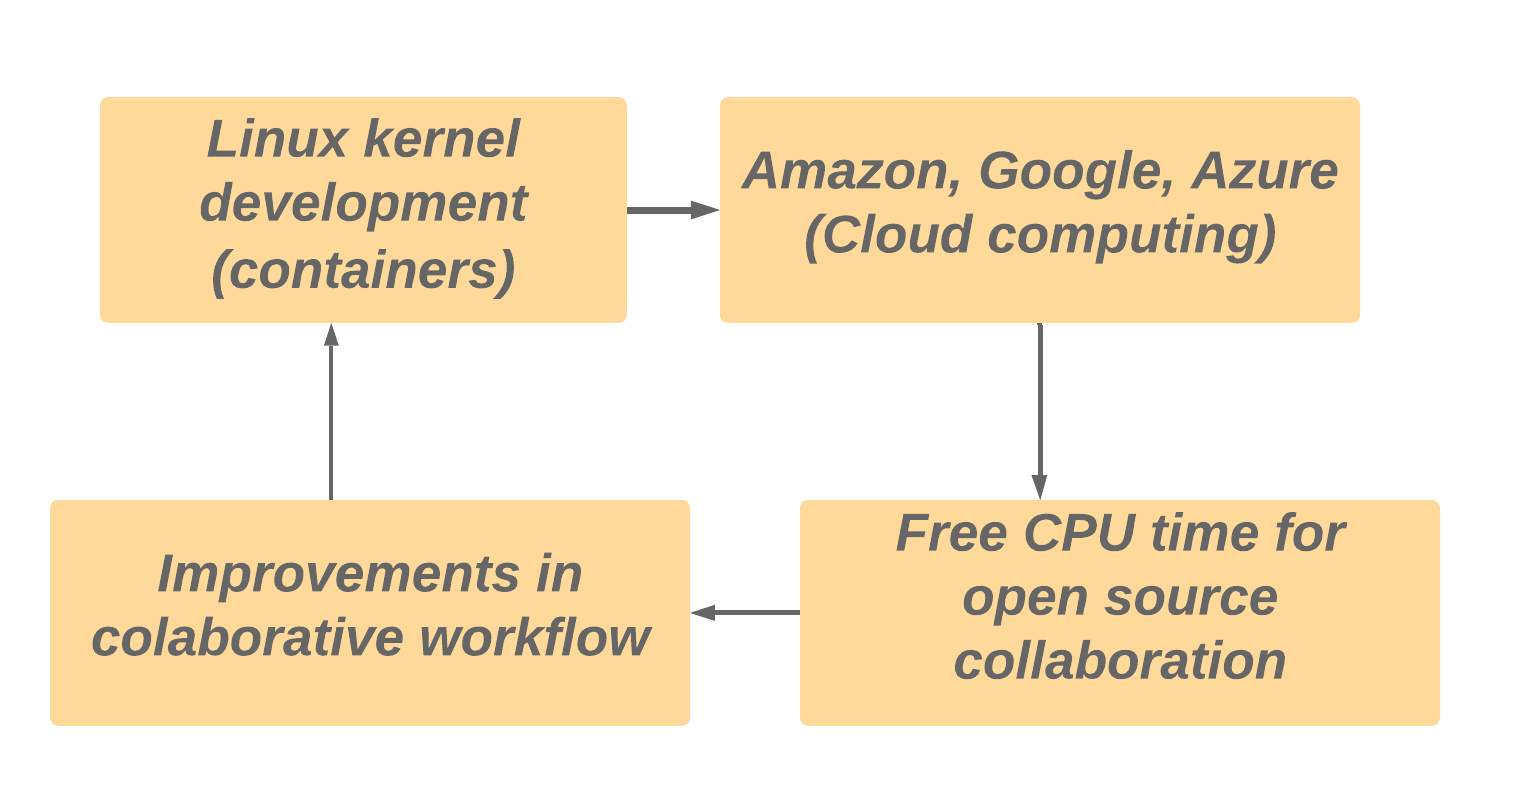 Linux kernel
development
(containers)
Amazon, Google, Azure
(Cloud computing)
Improvements in
colaborative workflow
Free CPU time for
open source
collaboration